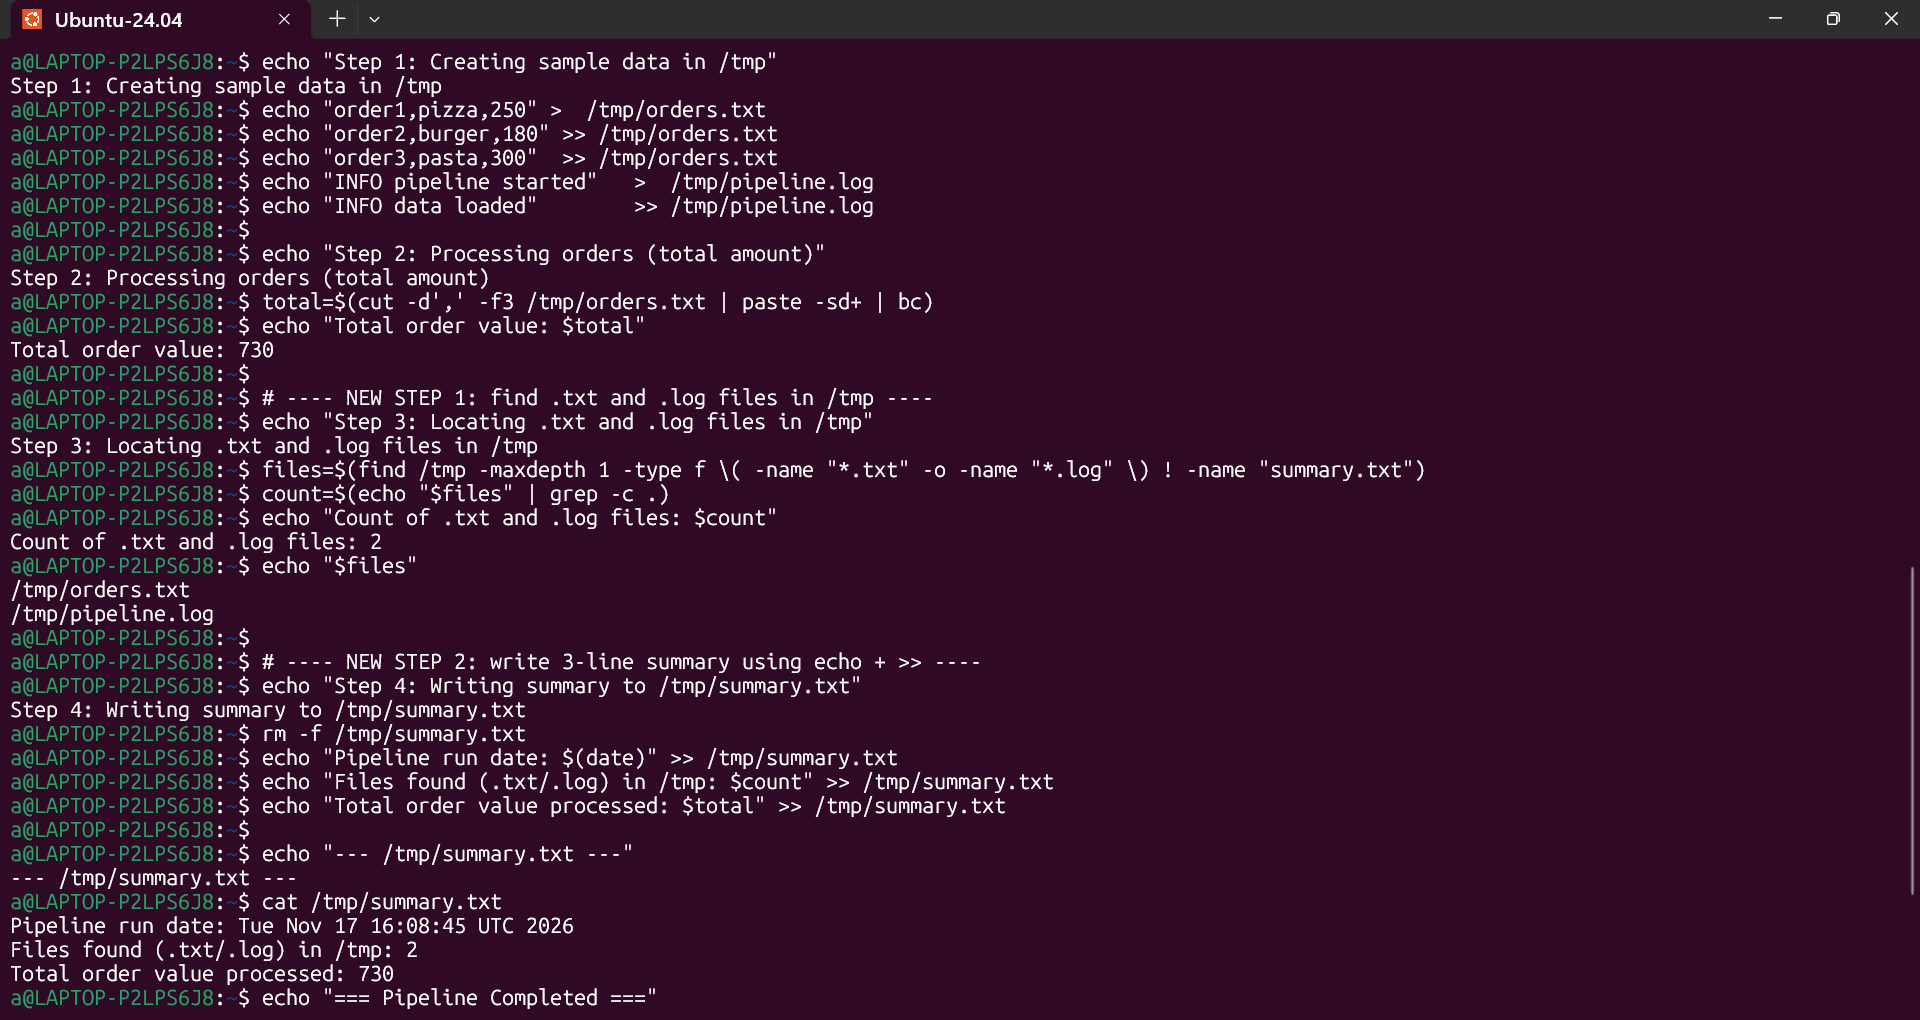 Ubuntu-24.04
a@LAPTOP-P2LPS6J8:~$ echo "Step 1: Creating sample data in /tmp"
Step 1: Creating sample data in /tmp
a@LAPTOP-P2LPS6J8:~$ echo "order1,pizza,250" >  /tmp/orders.txt
a@LAPTOP-P2LPS6J8:~$ echo "order2,burger,180" >> /tmp/orders.txt
a@LAPTOP-P2LPS6J8:~$ echo "order3,pasta,300"  >> /tmp/orders.txt
a@LAPTOP-P2LPS6J8:~$ echo "INFO pipeline started"   >  /tmp/pipeline.log
a@LAPTOP-P2LPS6J8:~$ echo "INFO data loaded"        >> /tmp/pipeline.log
a@LAPTOP-P2LPS6J8:~$
a@LAPTOP-P2LPS6J8:~$ echo "Step 2: Processing orders (total amount)"
Step 2: Processing orders (total amount)
a@LAPTOP-P2LPS6J8:~$ total=$(cut -d',' -f3 /tmp/orders.txt | paste -sd+ | bc)
a@LAPTOP-P2LPS6J8:~$ echo "Total order value: $total"
Total order value: 730
a@LAPTOP-P2LPS6J8:~$
a@LAPTOP-P2LPS6J8:~$ # ---- NEW STEP 1: find .txt and .log files in /tmp ----
a@LAPTOP-P2LPS6J8:~$ echo "Step 3: Locating .txt and .log files in /tmp"
Step 3: Locating .txt and .log files in /tmp
a@LAPTOP-P2LPS6J8:~$ files=$(find /tmp -maxdepth 1 -type f \( -name "*.txt" -o -name "*.log" \) ! -name "summary.txt")
a@LAPTOP-P2LPS6J8:~$ count=$(echo "$files" | grep -c .)
a@LAPTOP-P2LPS6J8:~$ echo "Count of .txt and .log files: $count"
Count of .txt and .log files: 2
a@LAPTOP-P2LPS6J8:~$ echo "$files"
/tmp/orders.txt
/tmp/pipeline.log
a@LAPTOP-P2LPS6J8:~$
a@LAPTOP-P2LPS6J8:~$ # ---- NEW STEP 2: write 3-line summary using echo + >> ----
a@LAPTOP-P2LPS6J8:~$ echo "Step 4: Writing summary to /tmp/summary.txt"
Step 4: Writing summary to /tmp/summary.txt
a@LAPTOP-P2LPS6J8:~$ rm -f /tmp/summary.txt
a@LAPTOP-P2LPS6J8:~$ echo "Pipeline run date: $(date)" >> /tmp/summary.txt
a@LAPTOP-P2LPS6J8:~$ echo "Files found (.txt/.log) in /tmp: $count" >> /tmp/summary.txt
a@LAPTOP-P2LPS6J8:~$ echo "Total order value processed: $total" >> /tmp/summary.txt
a@LAPTOP-P2LPS6J8:~$
a@LAPTOP-P2LPS6J8:~$ echo "--- /tmp/summary.txt ---"
--- /tmp/summary.txt ---
a@LAPTOP-P2LPS6J8:~$ cat /tmp/summary.txt
Pipeline run date: Tue Nov 17 16:08:45 UTC 2026
Files found (.txt/.log) in /tmp: 2
Total order value processed: 730
a@LAPTOP-P2LPS6J8:~$ echo "=== Pipeline Completed ==="